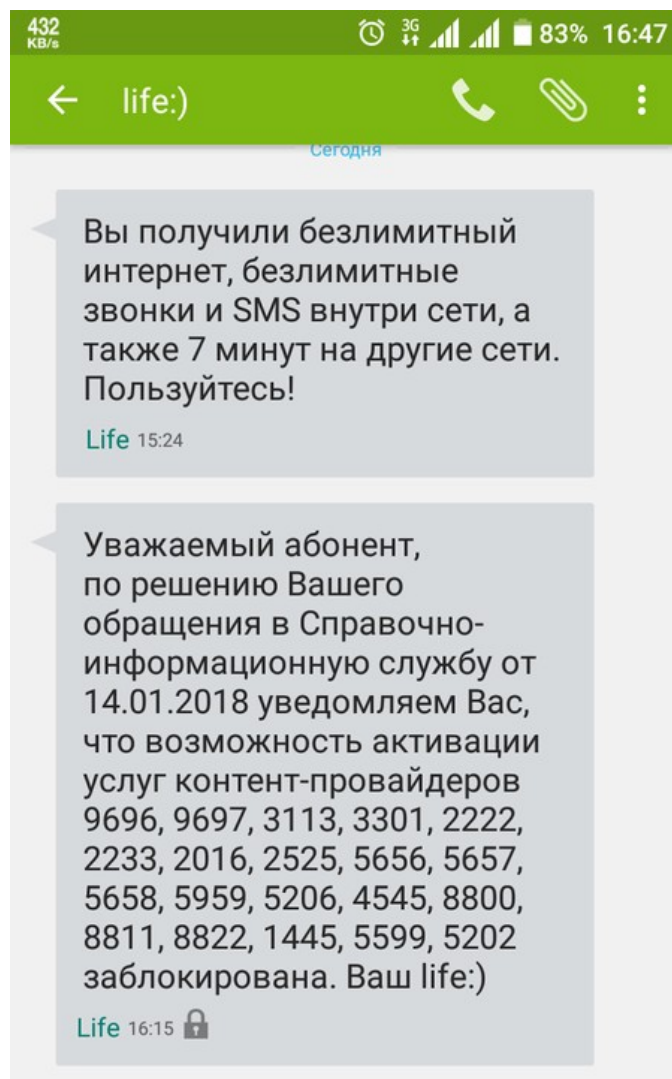 432
KB/s
3G
83% 16:47
life:)
Сегодня
Вы получили безлимитный
интернет, безлимитные
звонки и SMS внутри сети, а
также 7 минут на другие сети.
Пользуйтесь!
Life 15:24
Уважаемый абонент,
по решению Вашего
обращения в Справочно-
информационную службу от
14.01.2018 уведомляем Вас,
что возможность активации
услуг контент-провайдеров
9696, 9697, 3113, 3301, 2222,
2233, 2016, 2525, 5656, 5657,
5658, 5959, 5206, 4545, 8800,
8811, 8822, 1445, 5599, 5202
заблокирована. Ваш life:)
Life 16:15